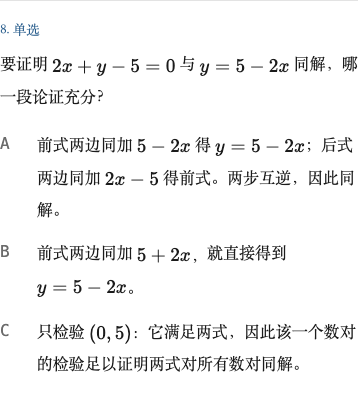 8. 单选
要证明 2x + y − 5 = 0 与 y = 5 − 2x 同解，哪
一段论证充分？
A 前式两边同加 5 − 2x 得 y = 5 − 2x；后式
两边同加 2x − 5 得前式。两步互逆，因此同
解。
B 前式两边同加 5 + 2x，就直接得到
y = 5 − 2x。
C 只检验 (0, 5)：它满足两式，因此该一个数对
的检验足以证明两式对所有数对同解。